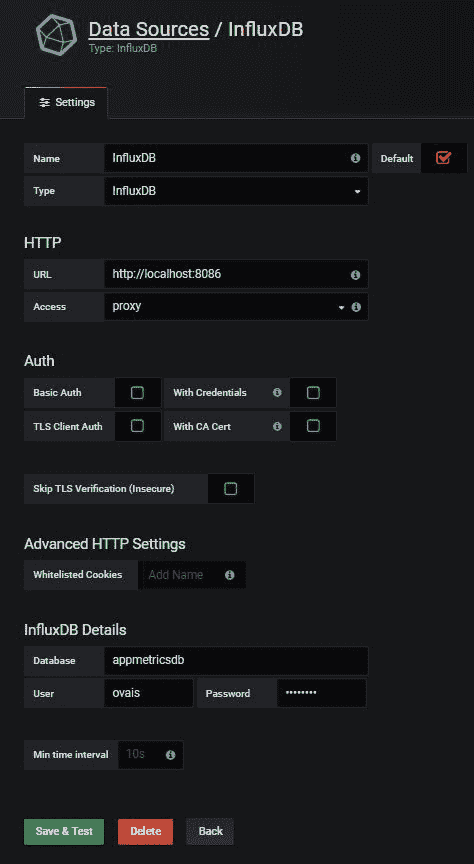 Data Sources / InfluxDB
Type: InfluxDB
Settings
Name InfluxDB Default
Type InfluxDB
HTTP
URL http://localhost:8086
Access proxy
Auth
Basic Auth With Credentials
TLS Client Auth With CA Cert
Skip TLS Verification (Insecure)
Advanced HTTP Settings
Whitelisted Cookies Add Name
InfluxDB Details
Database appmetricsdb
User ovais Password ••••••••
Min time interval 10s
Save & Test Delete Back